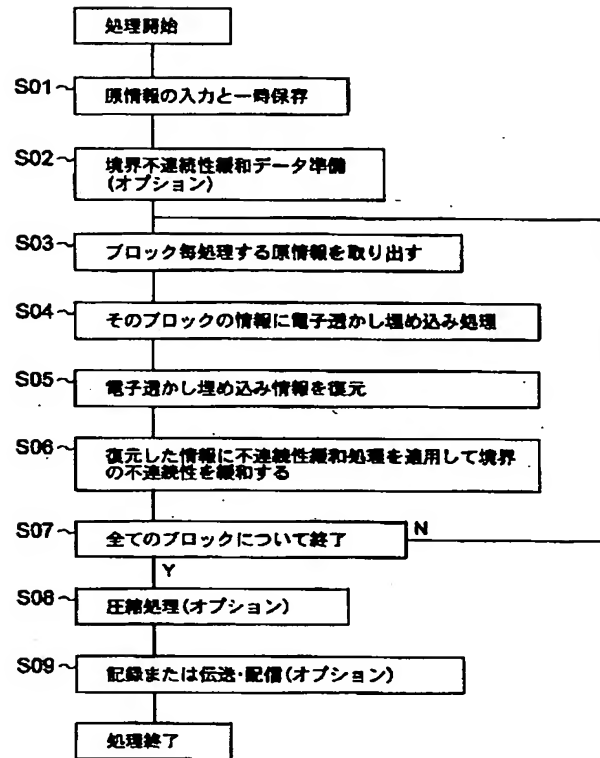 処理開始
S01~ 原情報の入力と一時保存
S02~ 境界不連続性緩和データ準備
(オプション)
S03~ ブロック毎処理する原情報を取り出す
S04~ そのブロックの情報に電子透かし埋め込み処理
S05~ 電子透かし埋め込み情報を復元
S06~ 復元した情報に不連続性緩和処理を適用して境界
の不連続性を緩和する
S07~ 全てのブロックについて終了 N
Y
S08~ 圧縮処理(オプション)
S09~ 記録または伝送・配信(オプション)
処理終了